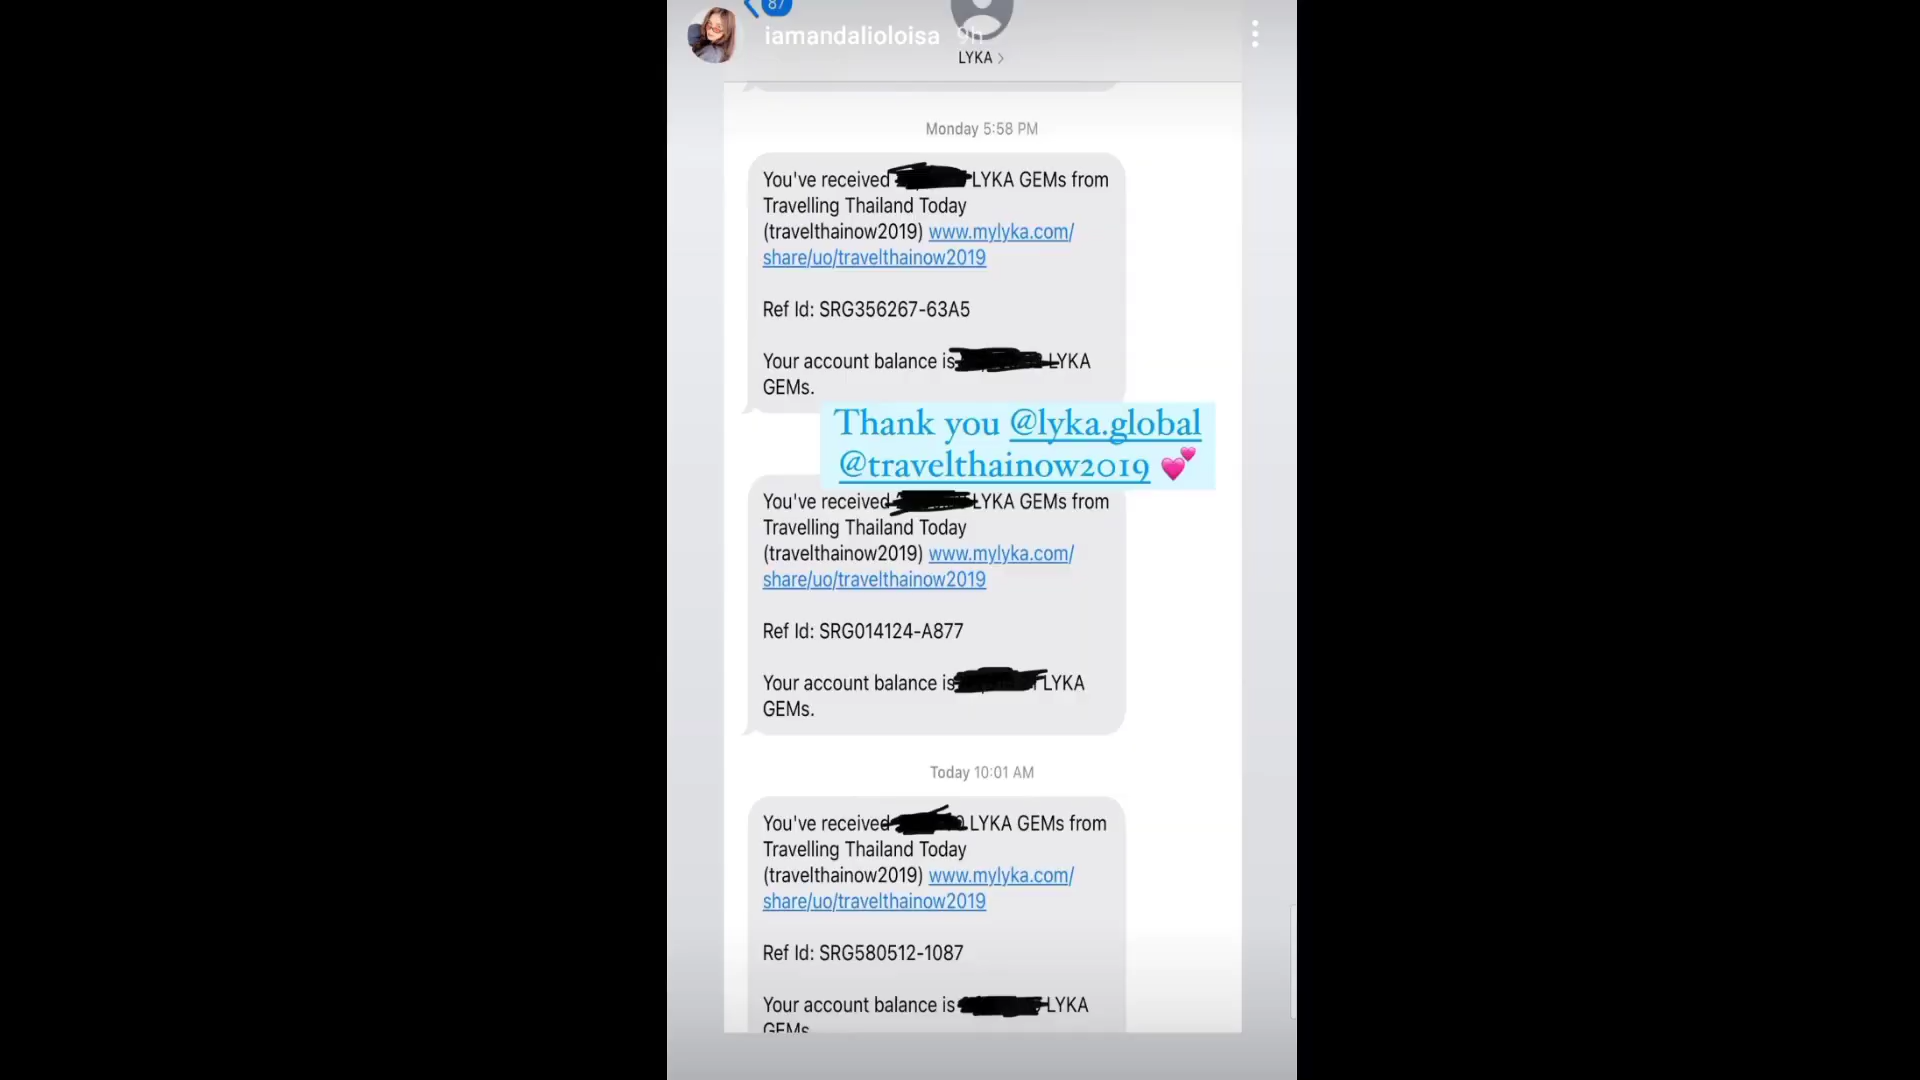 87
iamandalioloisa 9h
LYKA >
Monday 5:58 PM
You've received LYKA GEMs from
Travelling Thailand Today
(travelthainow2019) www.mylyka.com/
share/uo/travelthainow2019
Ref Id: SRG356267-63A5
Your account balance is LYKA
GEMs.
Thank you @lyka.global
@travelthainow2019 💕
You've received LYKA GEMs from
Travelling Thailand Today
(travelthainow2019) www.mylyka.com/
share/uo/travelthainow2019
Ref Id: SRG014124-A877
Your account balance is LYKA
GEMs.
Today 10:01 AM
You've received LYKA GEMs from
Travelling Thailand Today
(travelthainow2019) www.mylyka.com/
share/uo/travelthainow2019
Ref Id: SRG580512-1087
Your account balance is LYKA
GEMs